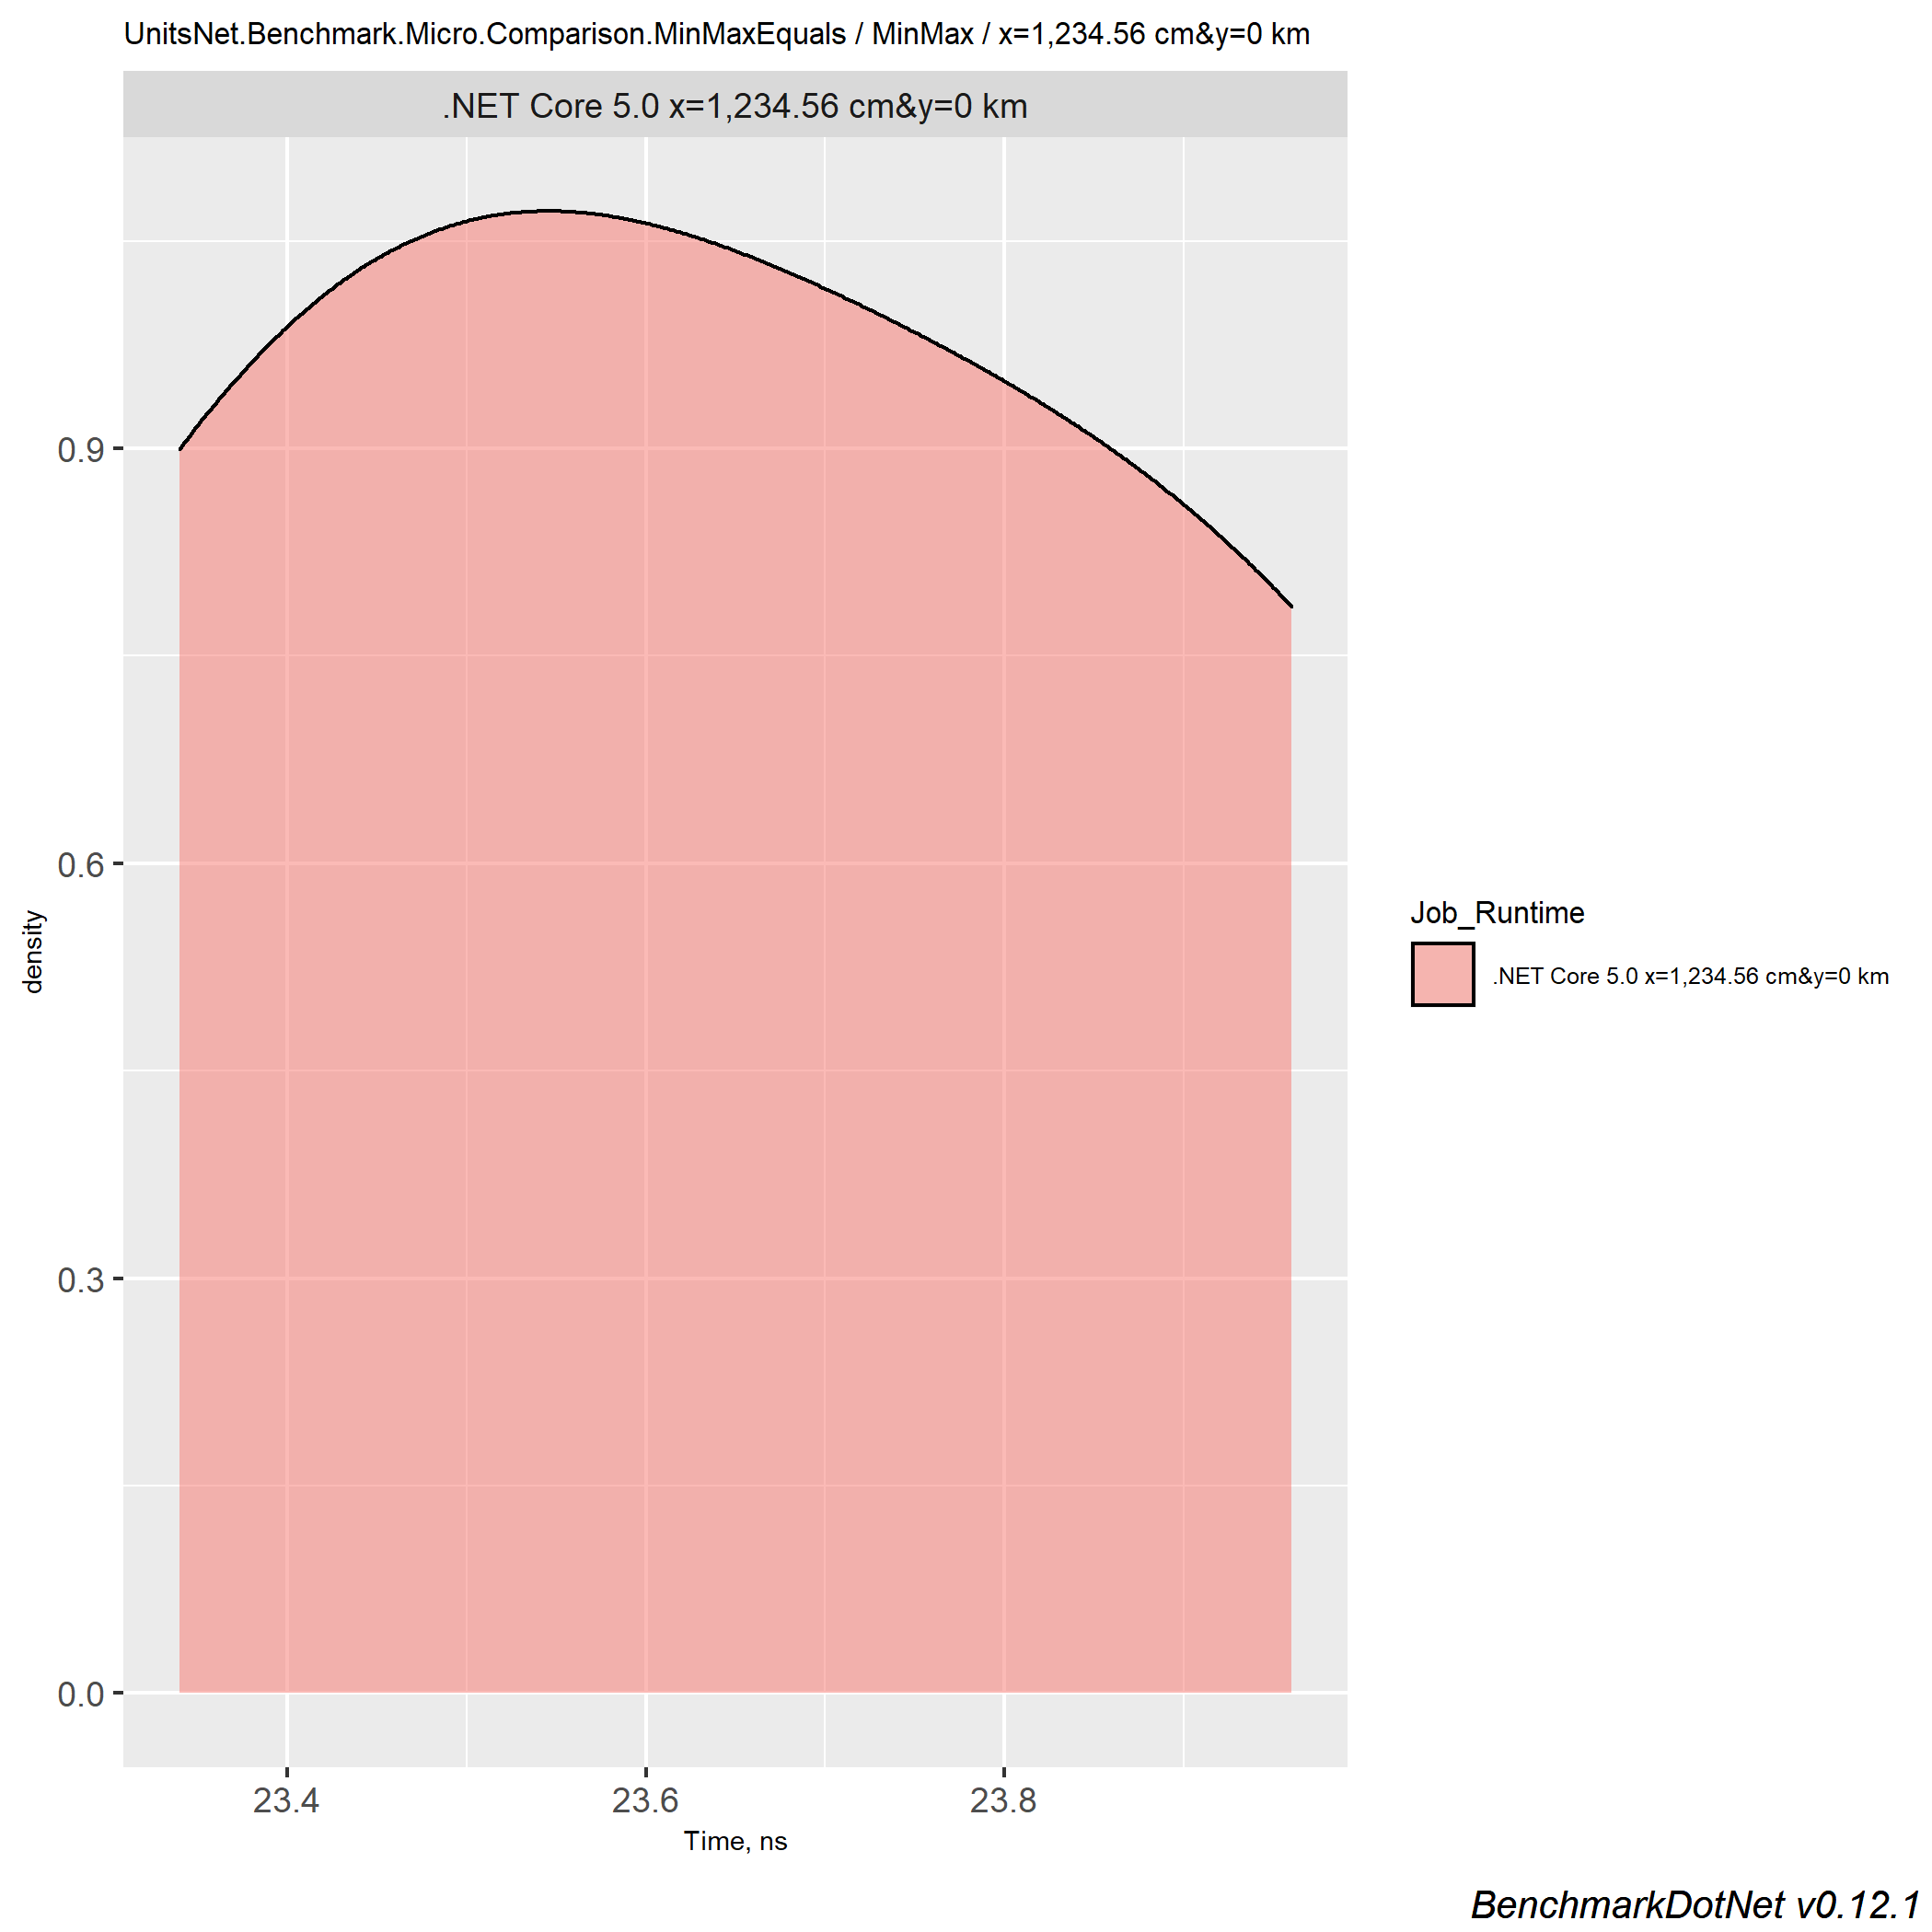 UnitsNet.Benchmark.Micro.Comparison.MinMaxEquals / MinMax / x=1,234.56 cm&y=0 km
.NET Core 5.0 x=1,234.56 cm&y=0 km
0.9
0.6
0.3
0.0
density
23.4 23.6 23.8
Time, ns
Job_Runtime
.NET Core 5.0 x=1,234.56 cm&y=0 km
BenchmarkDotNet v0.12.1